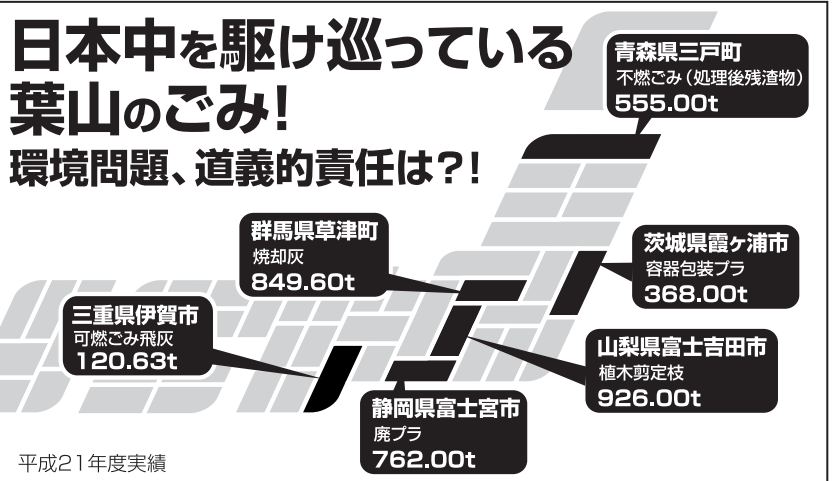 日本中を駆け巡っている
葉山のごみ!
環境問題、道義的責任は?!
青森県三戸町
不燃ごみ(処理後残渣物)
555.00t
群馬県草津町
焼却灰
849.60t
茨城県霞ヶ浦市
容器包装プラ
368.00t
三重県伊賀市
可燃ごみ飛灰
120.63t
山梨県富士吉田市
植木剪定枝
926.00t
静岡県富士宮市
廃プラ
762.00t
平成21年度実績